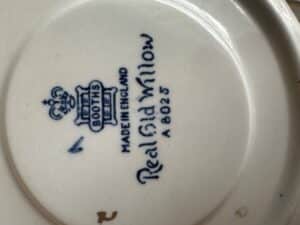 BOOTHS
MADE IN ENGLAND
Real Old Willow
A 8025